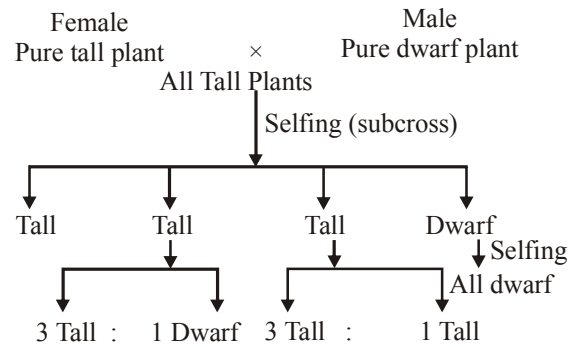 Female Male
Pure tall plant × Pure dwarf plant
All Tall Plants
Selfing (subcross)
Tall Tall Tall Dwarf
Selfing
All dwarf
3 Tall : 1 Dwarf 3 Tall : 1 Tall